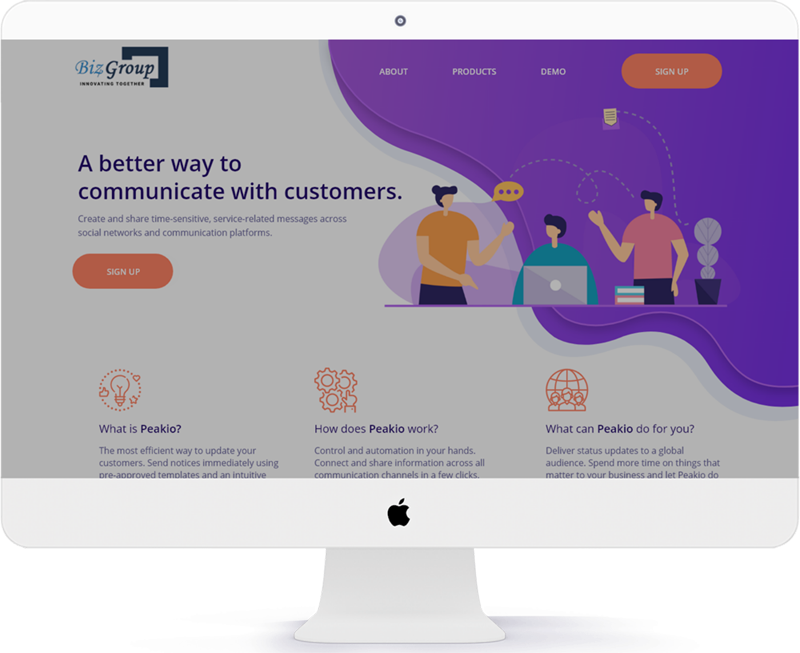 BizGroup
INNOVATING TOGETHER
ABOUT PRODUCTS DEMO SIGN UP
A better way to
communicate with customers.
Create and share time-sensitive, service-related messages across
social networks and communication platforms.
SIGN UP
What is Peakio?
The most efficient way to update your
customers. Send notices immediately using
pre-approved templates and an intuitive
How does Peakio work?
Control and automation in your hands.
Connect and share information across all
communication channels in a few clicks.
What can Peakio do for you?
Deliver status updates to a global
audience. Spend more time on things that
matter to your business and let Peakio do